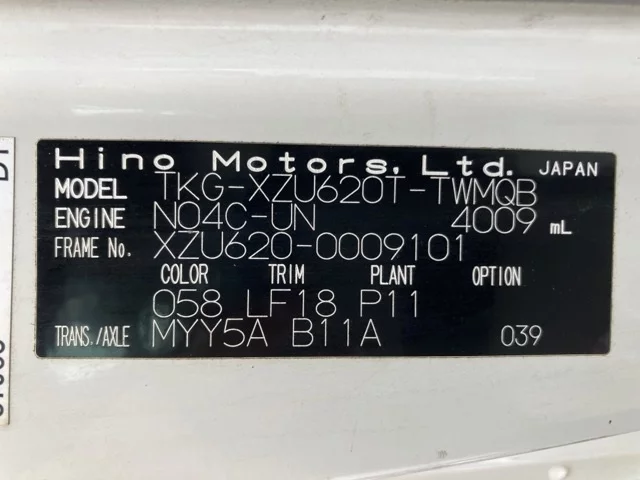 Hino Motors, Ltd. JAPAN
MODEL TKG-XZU620T-TWMQB
ENGINE N04C-UN 4009 mL
FRAME No. XZU620-0009101
COLOR TRIM PLANT OPTION
058 LF18 P11
TRANS./AXLE MYY5A B11A 039